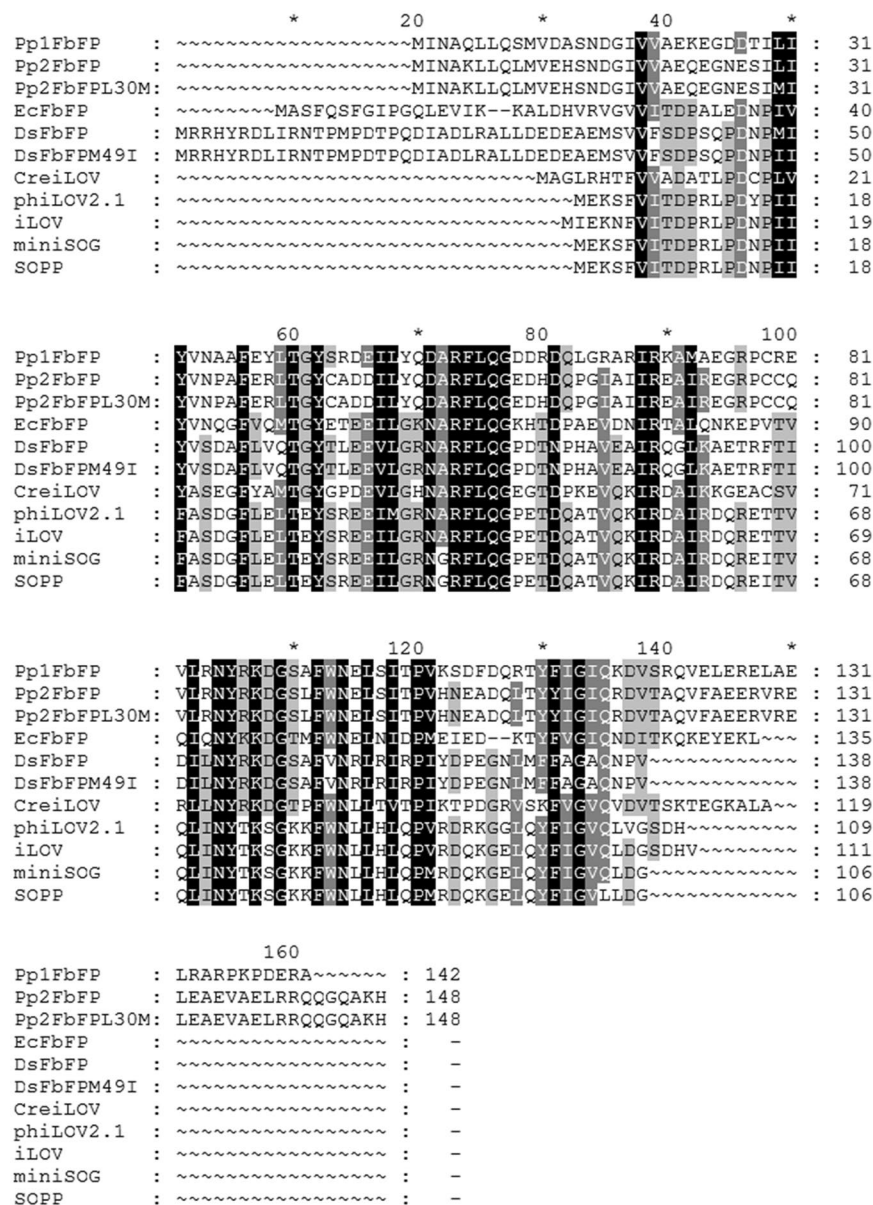 * 20 * 40 *
Pp1FbFP : ~~~~~~~~~~~~~~~~~~~MINAQLLQSMVDASNDGIVVAEKEGDDTILI : 31
Pp2FbFP : ~~~~~~~~~~~~~~~~~~~MINAKLLQLMVEHSNDGIVVAEQEGNESILI : 31
Pp2FbFPL30M: ~~~~~~~~~~~~~~~~~~~MINAKLLQLMVEHSNDGIVVAEQEGNESIMI : 31
EcFbFP : ~~~~~~~~MASFQSFGIPGQLEVIK--KALDHVRVGVVITDPALEDNPIV : 40
DsFbFP : MRRHYRDLIRNTPMPDTPQDIADLRALLDEDEAEMSVVFSDPSQPDNPMI : 50
DsFbFPM49I : MRRHYRDLIRNTPMPDTPQDIADLRALLDEDEAEMSVVFSDPSQPDNPII : 50
CreiLOV : ~~~~~~~~~~~~~~~~~~~~~~~~~~~~~MAGLRHTFVVADATLPDCPLV : 21
phiLOV2.1 : ~~~~~~~~~~~~~~~~~~~~~~~~~~~~~~~~MEKSFVITDPRLPDYPII : 18
iLOV : ~~~~~~~~~~~~~~~~~~~~~~~~~~~~~~~MIEKNFVITDPRLPDNPII : 19
miniSOG : ~~~~~~~~~~~~~~~~~~~~~~~~~~~~~~~~MEKSFVITDPRLPDNPII : 18
SOPP : ~~~~~~~~~~~~~~~~~~~~~~~~~~~~~~~~MEKSFVITDPRLPDNPII : 18
60 * 80 * 100
Pp1FbFP : YVNAAFEYLTGYSRDEILYQDARFLQGDDRDQLGRARIRKAMAEGRPCRE : 81
Pp2FbFP : YVNPAFERLTGYCADDILYQDARFLQGEDHDQPGIAIIREAIREGRPCCQ : 81
Pp2FbFPL30M: YVNPAFERLTGYCADDILYQDARFLQGEDHDQPGIAIIREAIREGRPCCQ : 81
EcFbFP : YVNQGFVQMTGYETEEILGKNARFLQGKHTDPAEVDNIRTALQNKEPVTV : 90
DsFbFP : YVSDAFLVQTGYTLEEVLGRNARFLQGPDTNPHAVEAIRQGLKAETRFTI : 100
DsFbFPM49I : YVSDAFLVQTGYTLEEVLGRNARFLQGPDTNPHAVEAIRQGLKAETRFTI : 100
CreiLOV : YASEGFYAMTGYGPDEVLGHNARFLQGEGTDPKEVQKIRDAIKKGEACSV : 71
phiLOV2.1 : FASDGFLELTEYSREEIMGRNARFLQGPETDQATVQKIRDAIRDQRETTV : 68
iLOV : FASDGFLELTEYSREEILGRNARFLQGPETDQATVQKIRDAIRDQRETTV : 69
miniSOG : FASDGFLELTEYSREEILGRNGRFLQGPETDQATVQKIRDAIRDQREITV : 68
SOPP : FASDGFLELTEYSREEILGRNGRFLQGPETDQATVQKIRDAIRDQREITV : 68
* 120 * 140 *
Pp1FbFP : VLRNYRKDGSAFWNELSITPVKSDFDQRTYFIGIQKDVSRQVELERELAE : 131
Pp2FbFP : VLRNYRKDGSLFWNELSITPVHNEADQLTYYIGIQRDVTAQVFAEERVRE : 131
Pp2FbFPL30M: VLRNYRKDGSLFWNELSITPVHNEADQLTYYIGIQRDVTAQVFAEERVRE : 131
EcFbFP : QIQNYKKDGTMFWNELNIDPMEIED--KTYFVGIQNDITKQKEYEKL~~~ : 135
DsFbFP : DILNYRKDGSAFVNRLRIRPIYDPEGNLMFFAGAQNPV~~~~~~~~~~~~ : 138
DsFbFPM49I : DILNYRKDGSAFVNRLRIRPIYDPEGNLMFFAGAQNPV~~~~~~~~~~~~ : 138
CreiLOV : RLLNYRKDGTPFWNLLTVTPIKTPDGRVSKFVGVQVDVTSKTEGKALA~~ : 119
phiLOV2.1 : QLINYTKSGKKFWNLLHLQPVRDRKGGLQYFIGVQLVGSDH~~~~~~~~~ : 109
iLOV : QLINYTKSGKKFWNLLHLQPVRDQKGELQYFIGVQLDGSDHV~~~~~~~~ : 111
miniSOG : QLINYTKSGKKFWNLLHLQPMRDQKGELQYFIGVQLDG~~~~~~~~~~~~ : 106
SOPP : QLINYTKSGKKFWNLLHLQPMRDQKGELQYFIGVLLDG~~~~~~~~~~~~ : 106
160
Pp1FbFP : LRARPKPDERA~~~~~~ : 142
Pp2FbFP : LEAEVAELRRQQGQAKH : 148
Pp2FbFPL30M: LEAEVAELRRQQGQAKH : 148
EcFbFP : ~~~~~~~~~~~~~~~~~ : -
DsFbFP : ~~~~~~~~~~~~~~~~~ : -
DsFbFPM49I : ~~~~~~~~~~~~~~~~~ : -
CreiLOV : ~~~~~~~~~~~~~~~~~ : -
phiLOV2.1 : ~~~~~~~~~~~~~~~~~ : -
iLOV : ~~~~~~~~~~~~~~~~~ : -
miniSOG : ~~~~~~~~~~~~~~~~~ : -
SOPP : ~~~~~~~~~~~~~~~~~ : -